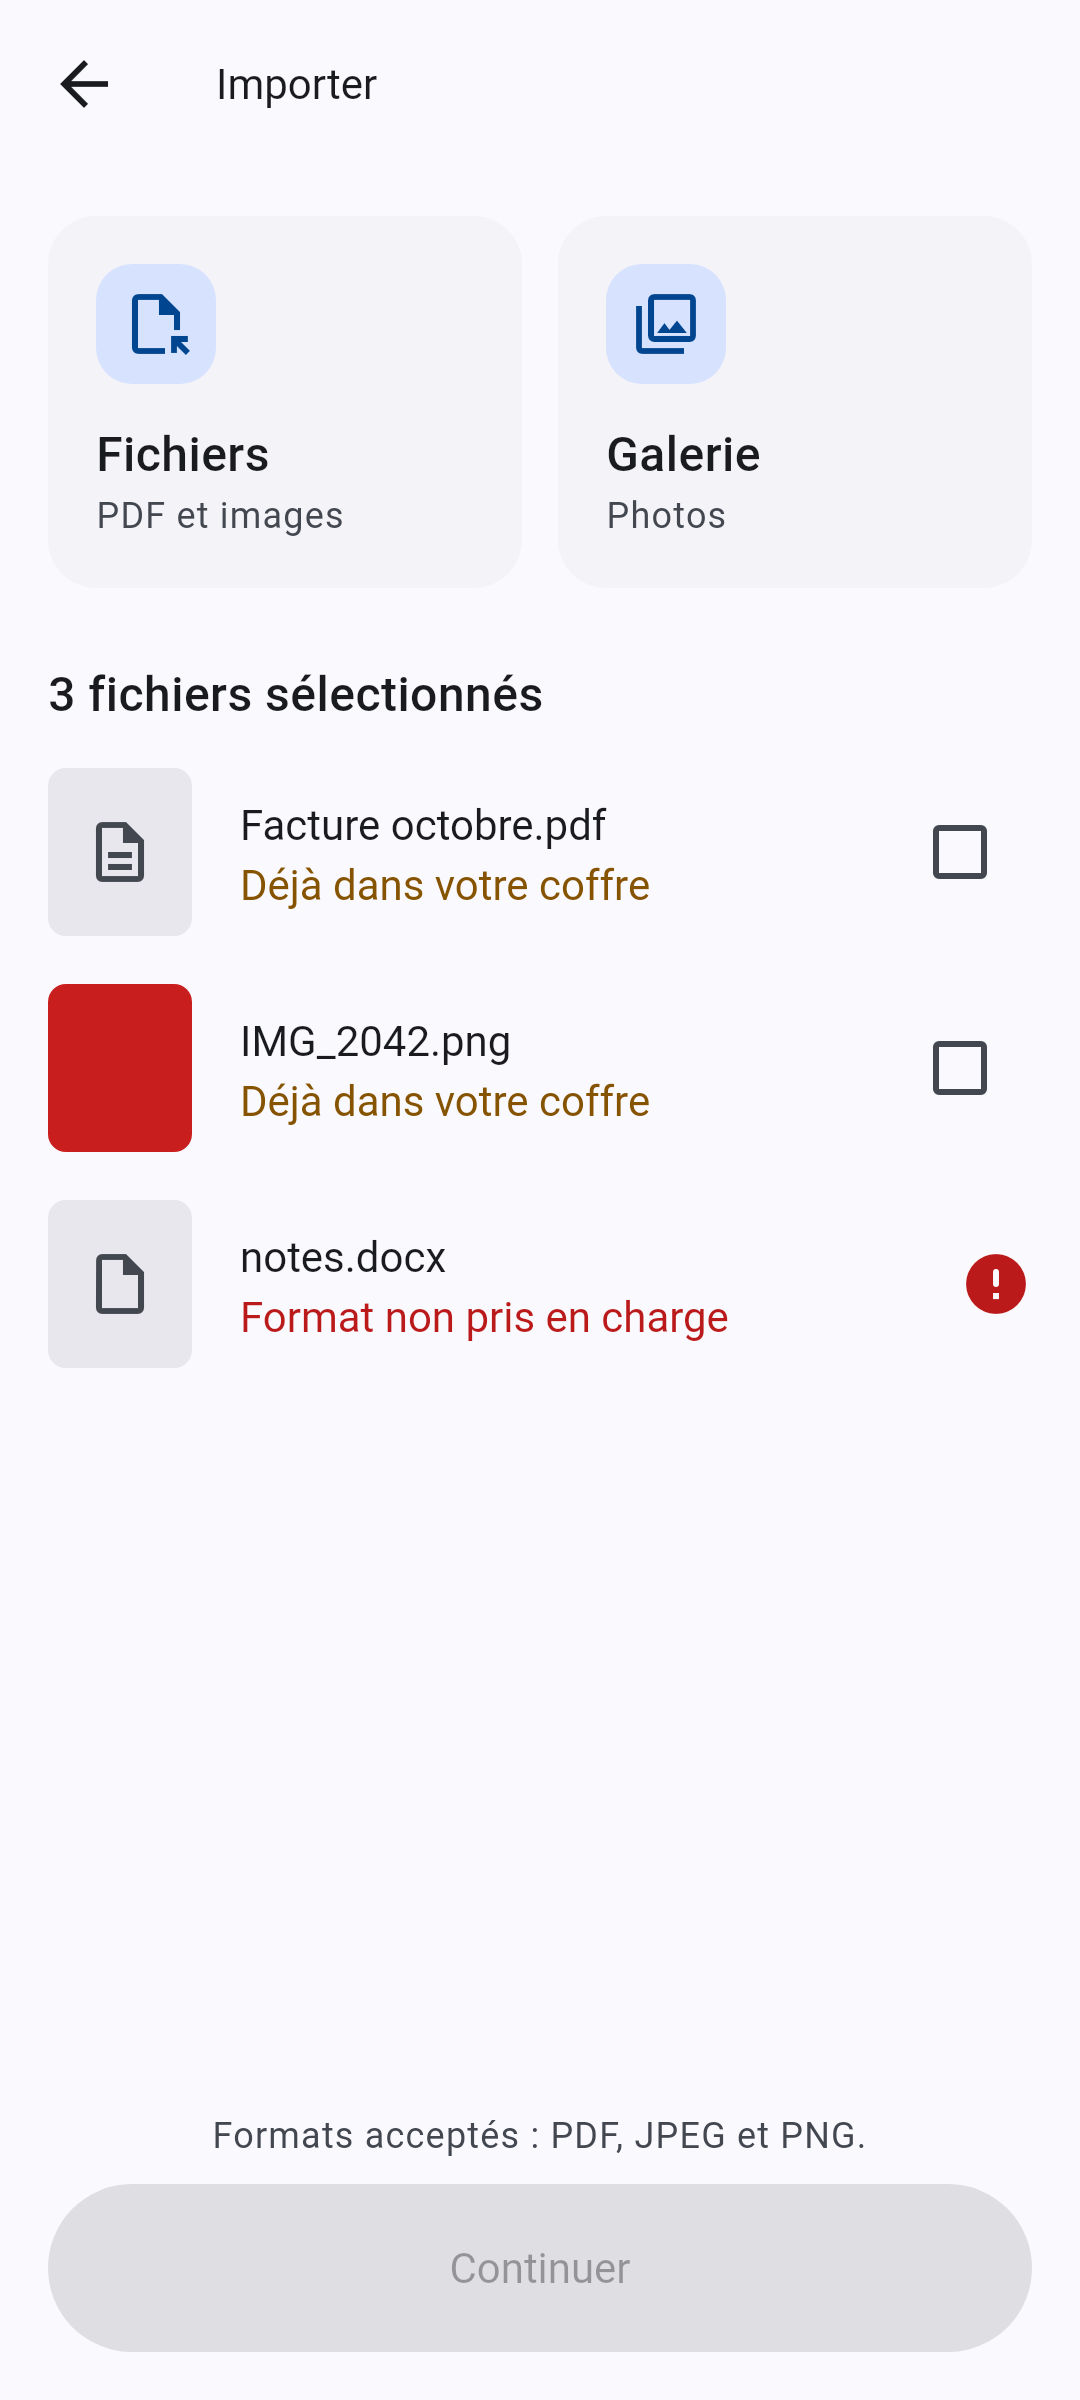 Importer
Fichiers
PDF et images
Galerie
Photos
3 fichiers sélectionnés
Facture octobre.pdf
Déjà dans votre coffre
IMG_2042.png
Déjà dans votre coffre
notes.docx
Format non pris en charge
Formats acceptés : PDF, JPEG et PNG.
Continuer